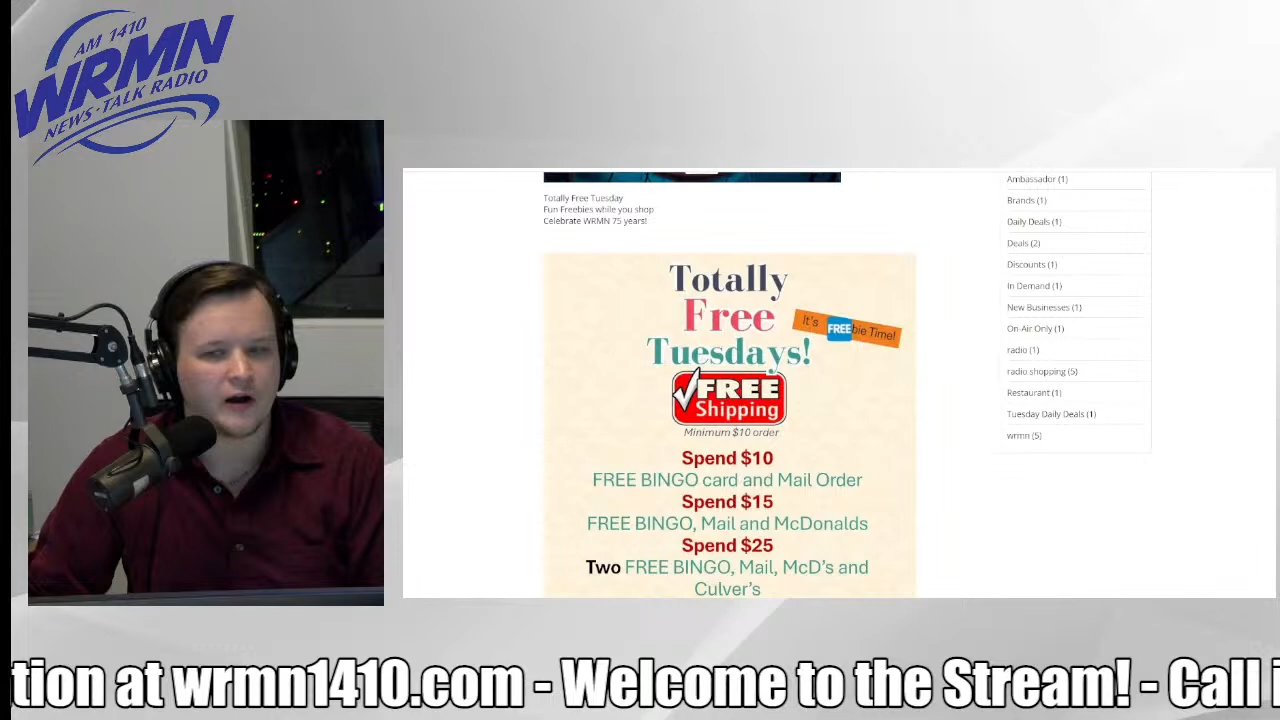 AM 1410
WRMN
NEWS·TALK RADIO
Totally Free Tuesday
Fun Freebies while you shop
Celebrate WRMN 75 years!
Totally
Free
Tuesdays!
It's FREEbie Time!
FREE
Shipping
Minimum $10 order
Spend $10
FREE BINGO card and Mail Order
Spend $15
FREE BINGO, Mail and McDonalds
Spend $25
Two FREE BINGO, Mail, McD's and
Culver's
Ambassador (1)
Brands (1)
Daily Deals (1)
Deals (2)
Discounts (1)
In Demand (1)
New Businesses (1)
On-Air Only (1)
radio (1)
radio shopping (5)
Restaurant (1)
Tuesday Daily Deals (1)
wrmn (5)
tion at wrmn1410.com - Welcome to the Stream! - Call i